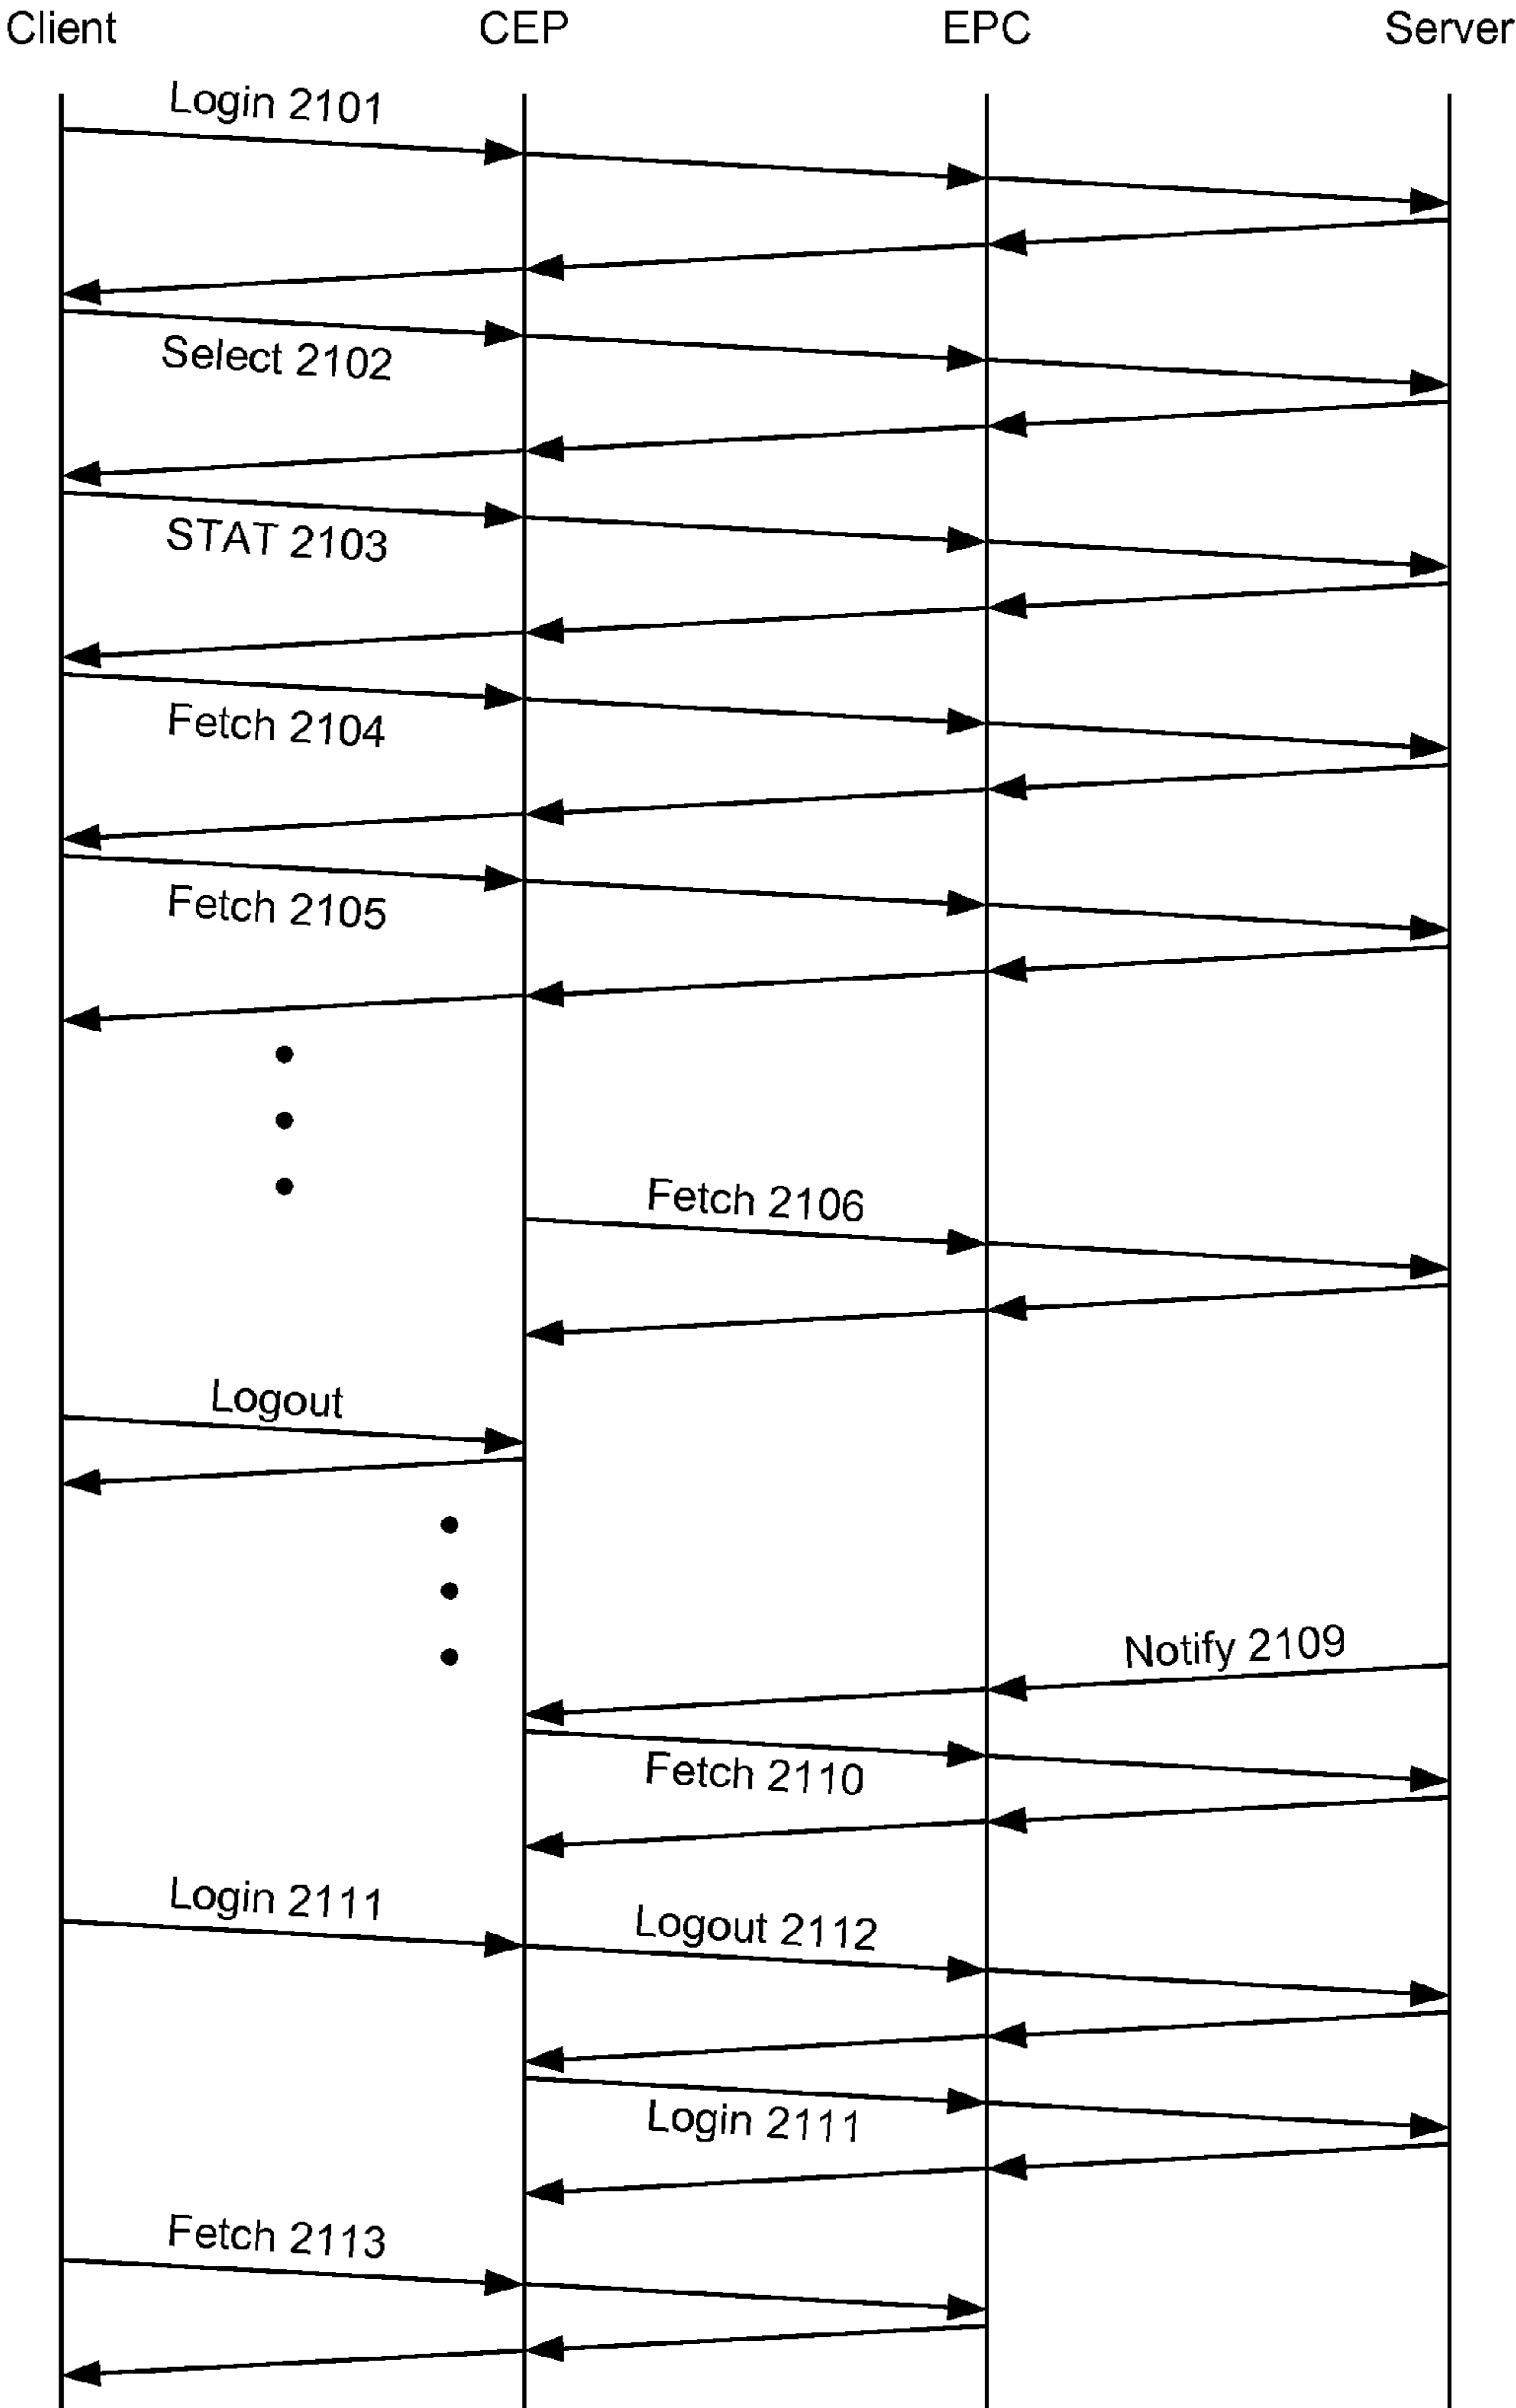 Client CEP EPC Server
Login 2101
Select 2102
STAT 2103
Fetch 2104
Fetch 2105
Fetch 2106
Logout
Notify 2109
Fetch 2110
Login 2111
Logout 2112
Login 2111
Fetch 2113